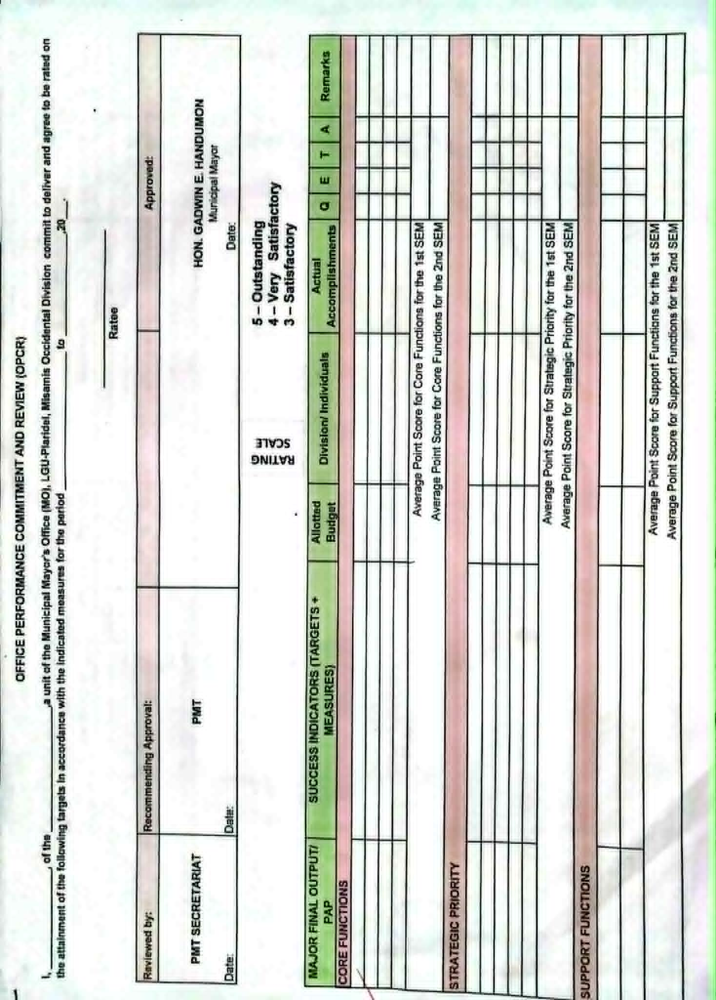 OFFICE PERFORMANCE COMMITMENT AND REVIEW (OPCR)
I, __________, of the ____________________, a unit of the Municipal Mayor's Office (MO), LGU-Plaridel, Misamis Occidental Division commit to deliver and agree to be rated on
the attainment of the following targets in accordance with the indicated measures for the period ____________________ to ______________, 20___.
____________________
Ratee
Reviewed by: Recommending Approval: Approved:
PMT SECRETARIAT PMT HON. GADWIN E. HANDUMON
Municipal Mayor
Date: Date: Date:
RATING
SCALE
5 – Outstanding
4 – Very Satisfactory
3 – Satisfactory
MAJOR FINAL OUTPUT/ SUCCESS INDICATORS (TARGETS + Allotted Division/ Individuals Actual Q E T A Remarks
PAP MEASURES) Budget Accomplishments
CORE FUNCTIONS
Average Point Score for Core Functions for the 1st SEM
Average Point Score for Core Functions for the 2nd SEM
STRATEGIC PRIORITY
Average Point Score for Strategic Priority for the 1st SEM
Average Point Score for Strategic Priority for the 2nd SEM
SUPPORT FUNCTIONS
Average Point Score for Support Functions for the 1st SEM
Average Point Score for Support Functions for the 2nd SEM